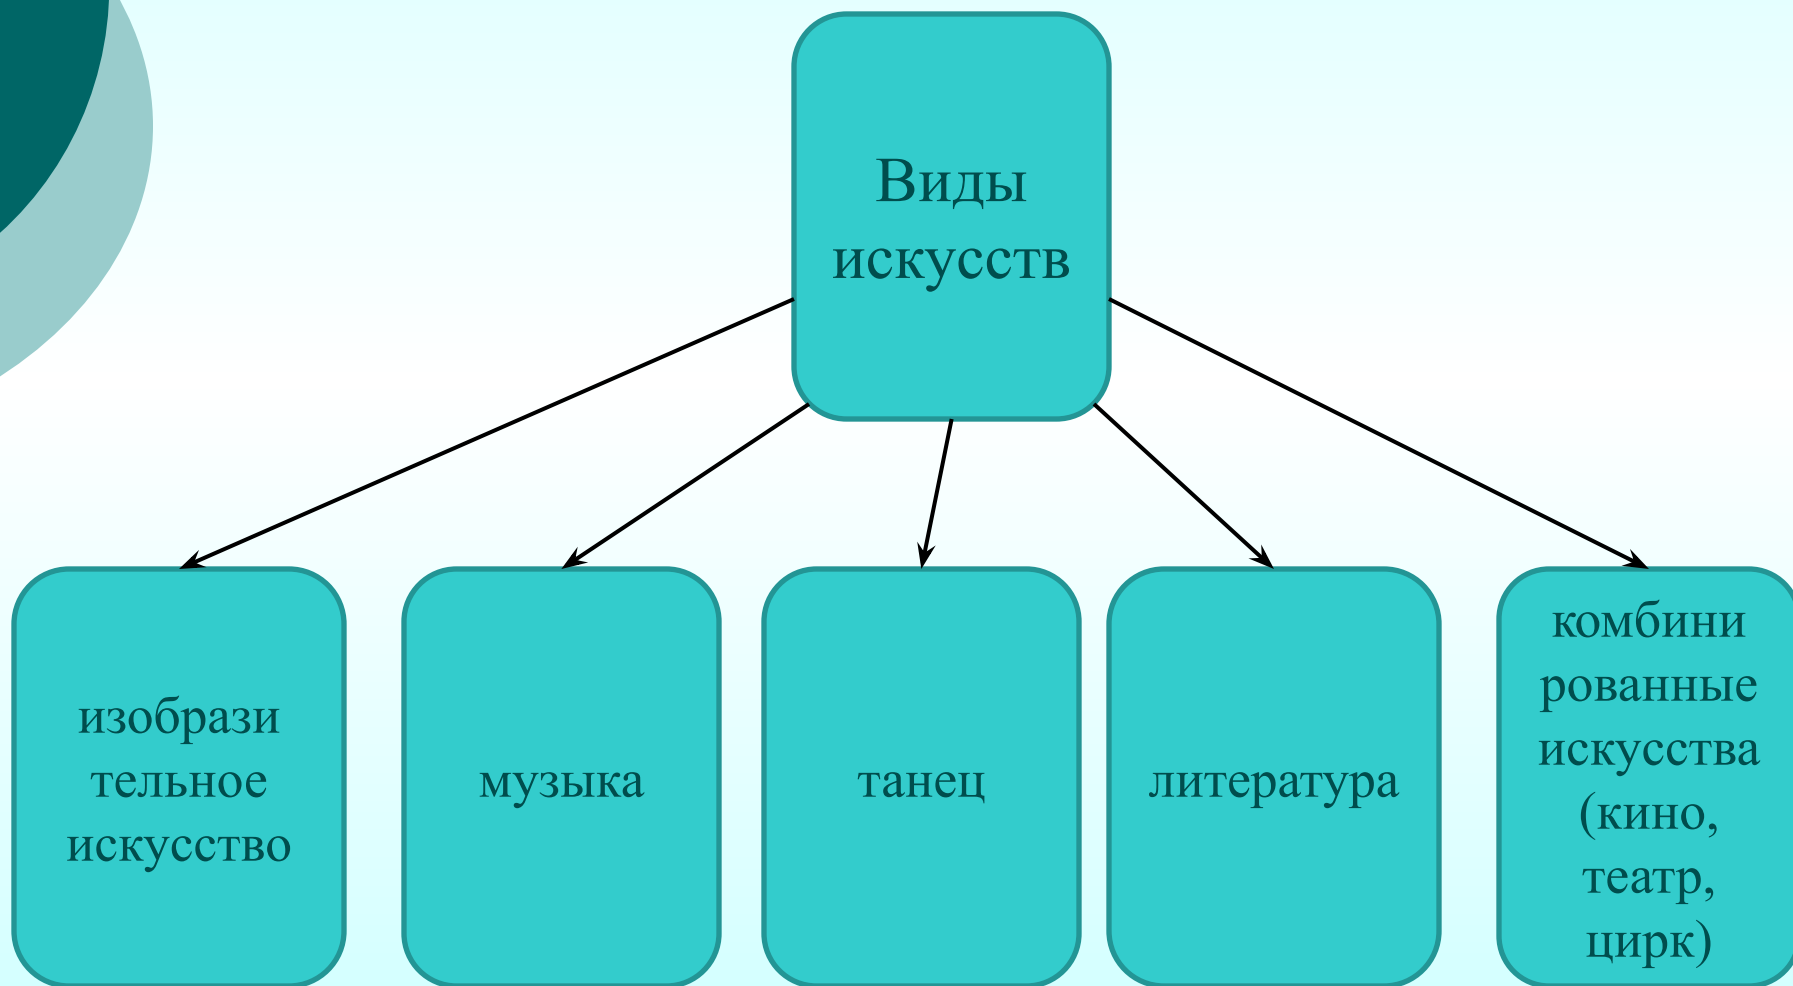 Виды
искусств
изобрази
тельное
искусство
музыка
танец
литература
комбини
рованные
искусства
(кино,
театр,
цирк)